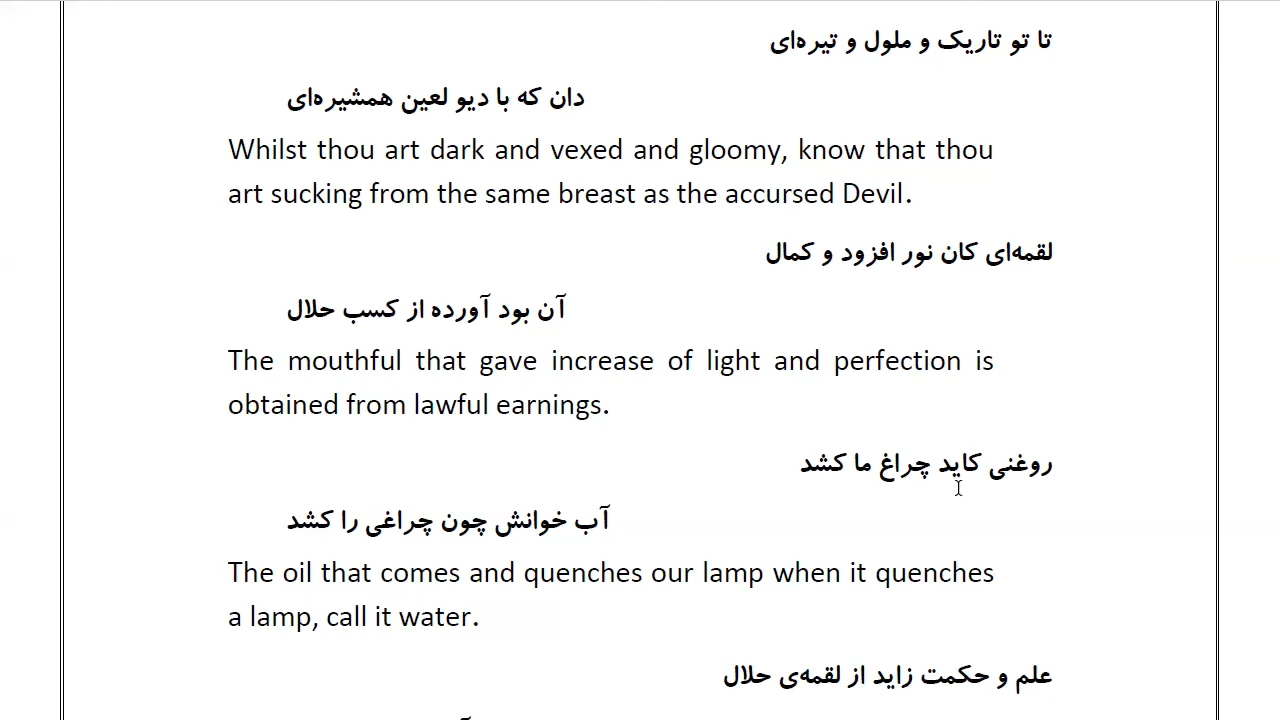 تا تو تاریک و ملول و تیره‌ای
دان که با دیو لعین همشیره‌ای
Whilst thou art dark and vexed and gloomy, know that thou
art sucking from the same breast as the accursed Devil.
لقمه‌ای کان نور افزود و کمال
آن بود آورده از کسب حلال
The mouthful that gave increase of light and perfection is
obtained from lawful earnings.
روغنی کاید چراغ ما کشد
آب خوانش چون چراغی را کشد
The oil that comes and quenches our lamp when it quenches
a lamp, call it water.
علم و حکمت زاید از لقمه‌ی حلال